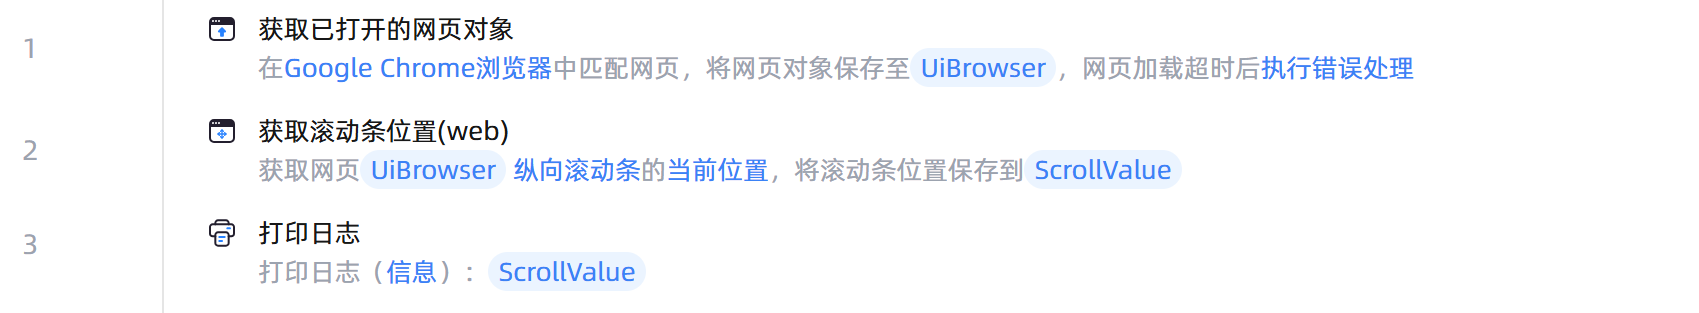 1
获取已打开的网页对象
在Google Chrome浏览器中匹配网页，将网页对象保存至 UiBrowser ，网页加载超时后执行错误处理
2
获取滚动条位置(web)
获取网页 UiBrowser 纵向滚动条的当前位置，将滚动条位置保存到 ScrollValue
3
打印日志
打印日志（信息）： ScrollValue